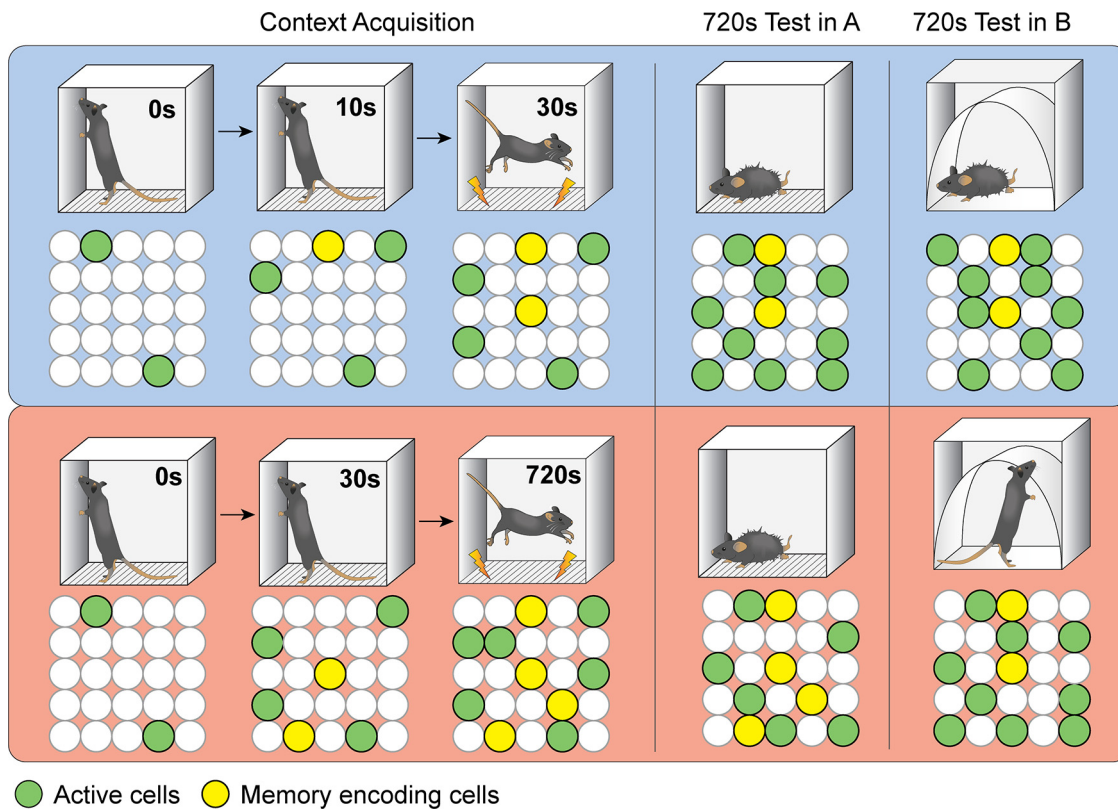 Context Acquisition 720s Test in A 720s Test in B
0s 10s 30s
0s 30s 720s
Active cells Memory encoding cells